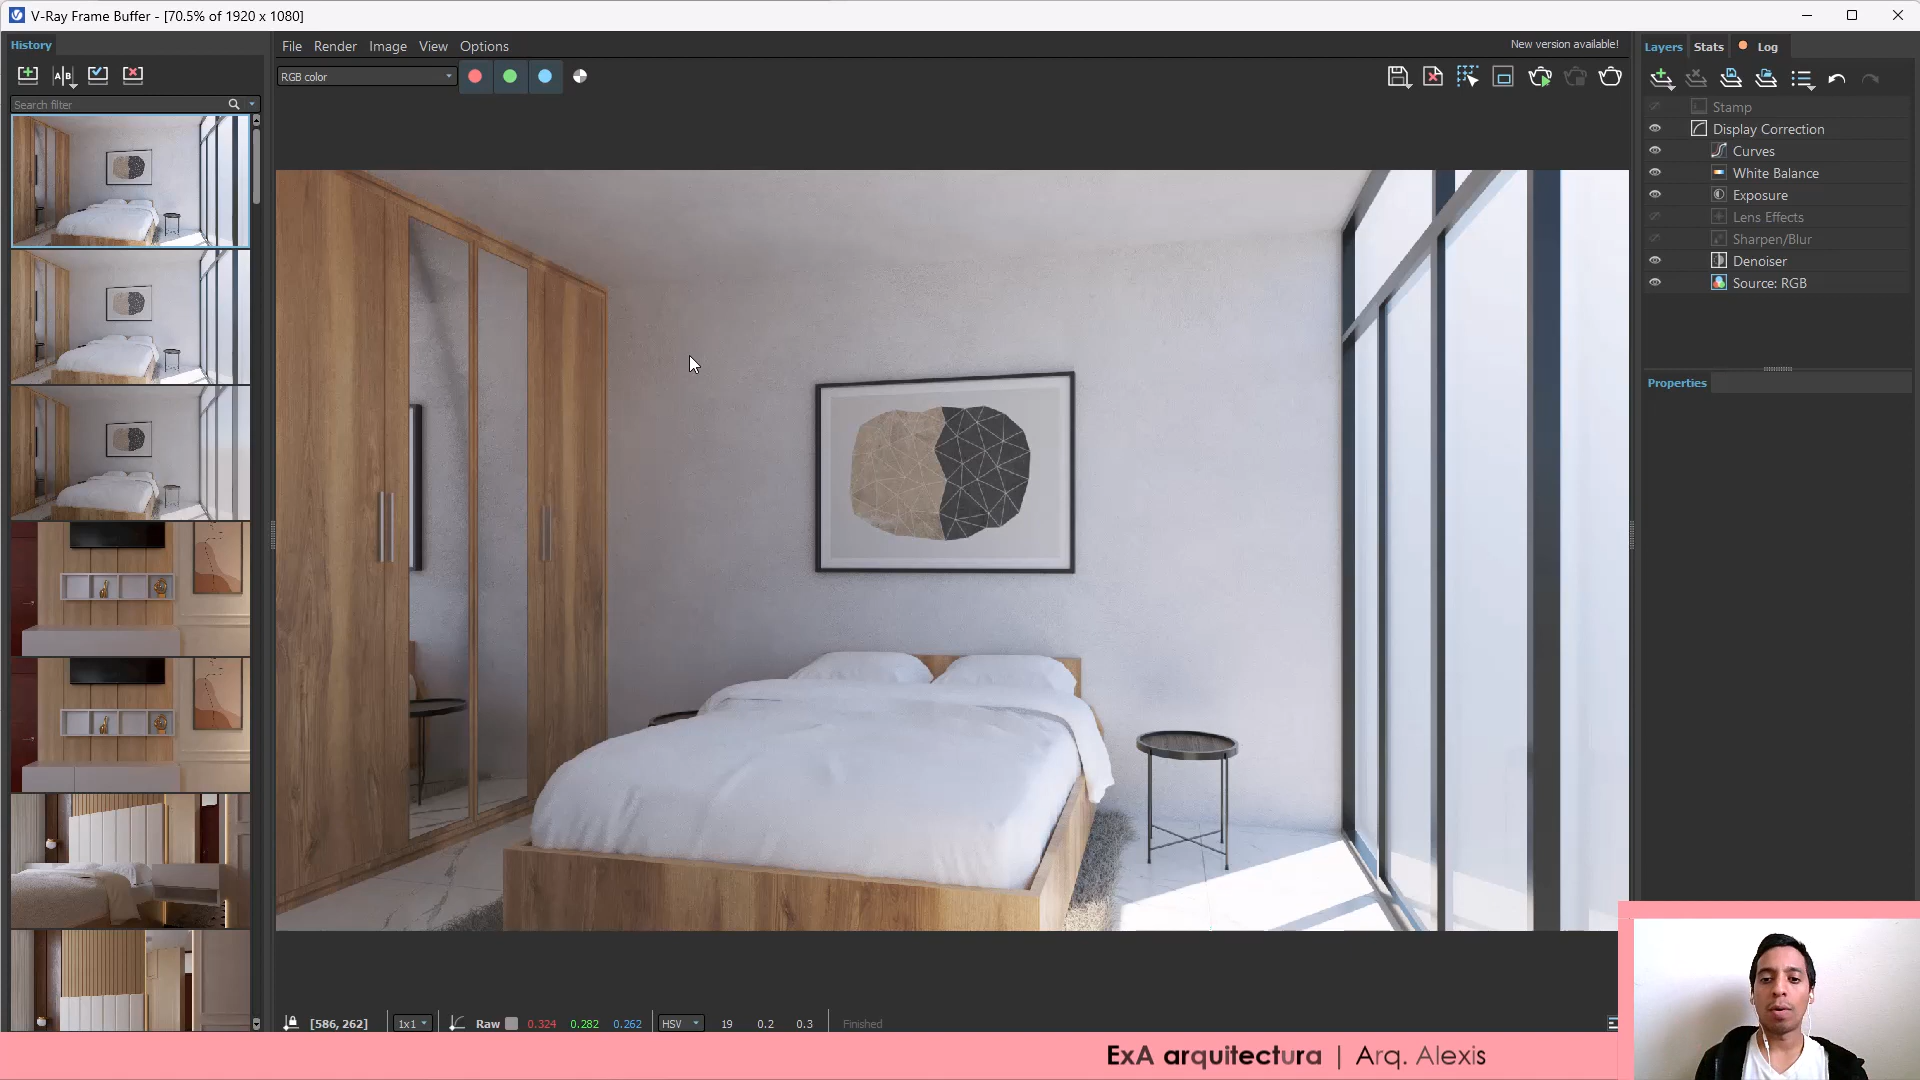 V-Ray Frame Buffer - [70.5% of 1920 x 1080]
History
File Render Image View Options
New version available!
Layers Stats Log
RGB color
Search filter
Stamp
Display Correction
Curves
White Balance
Exposure
Lens Effects
Sharpen/Blur
Denoiser
Source: RGB
Properties
[586, 262] 1x1 Raw 0.324 0.282 0.262 HSV 19 0.2 0.3 Finished
ExA arquitectura | Arq. Alexis